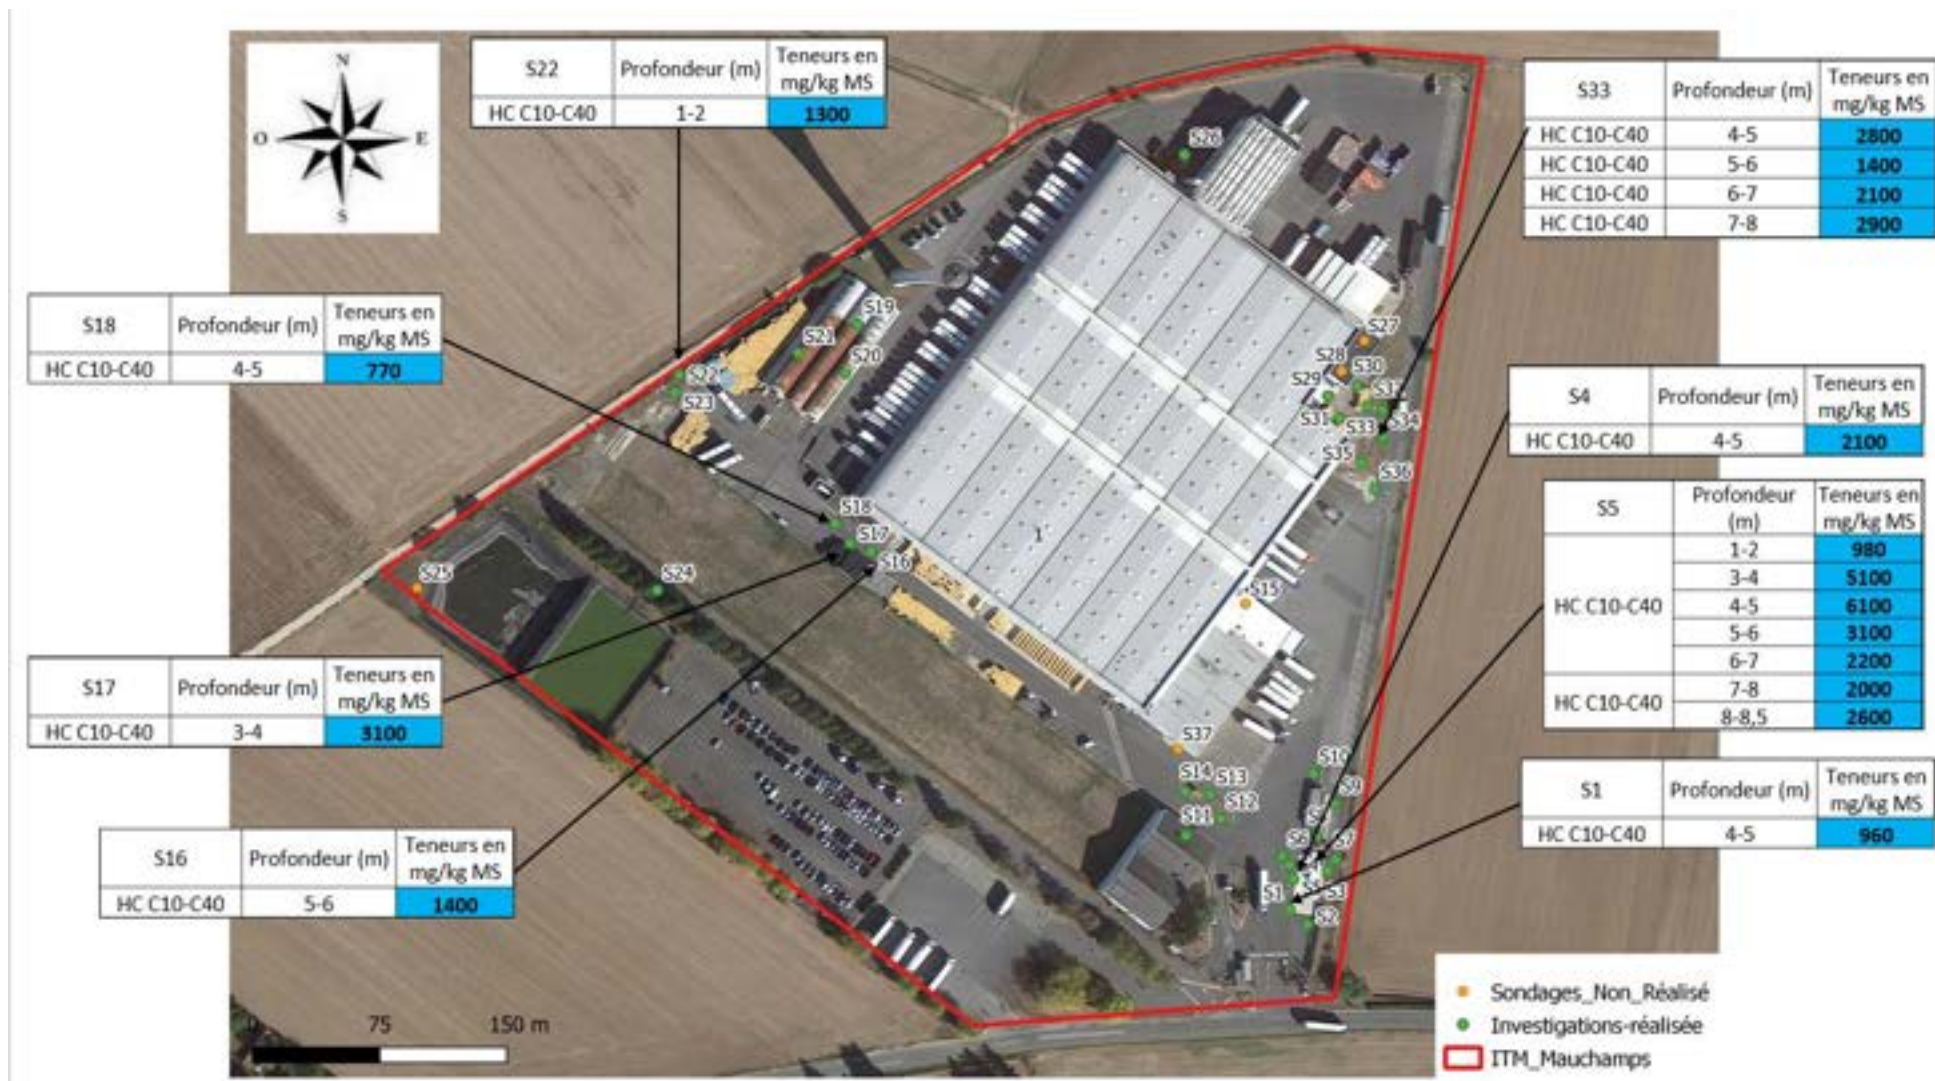 N
O
E
S
S22 Profondeur (m) Teneurs en mg/kg MS
HC C10-C40 1-2 1300
S33 Profondeur (m) Teneurs en mg/kg MS
HC C10-C40 4-5 2800
HC C10-C40 5-6 1400
HC C10-C40 6-7 2100
HC C10-C40 7-8 2900
S18 Profondeur (m) Teneurs en mg/kg MS
HC C10-C40 4-5 770
S4 Profondeur (m) Teneurs en mg/kg MS
HC C10-C40 4-5 2100
S5 Profondeur (m) Teneurs en mg/kg MS
HC C10-C40
1-2 980
3-4 5100
4-5 6100
5-6 3100
6-7 2200
HC C10-C40
7-8 2000
8-8,5 2600
S17 Profondeur (m) Teneurs en mg/kg MS
HC C10-C40 3-4 3100
S1 Profondeur (m) Teneurs en mg/kg MS
HC C10-C40 4-5 960
S16 Profondeur (m) Teneurs en mg/kg MS
HC C10-C40 5-6 1400
S26
S19
S21
S20
S22
S23
S27
S28
S30
S29
S31
S33
S34
S35
S36
S18
S17
S16
1
S25
S24
S15
S37
S14
S13
S12
S11
S10
S9
S6
S7
S1
S3
S2
75 150 m
Sondages_Non_Réalisé
Investigations-réalisée
ITM_Mauchamps